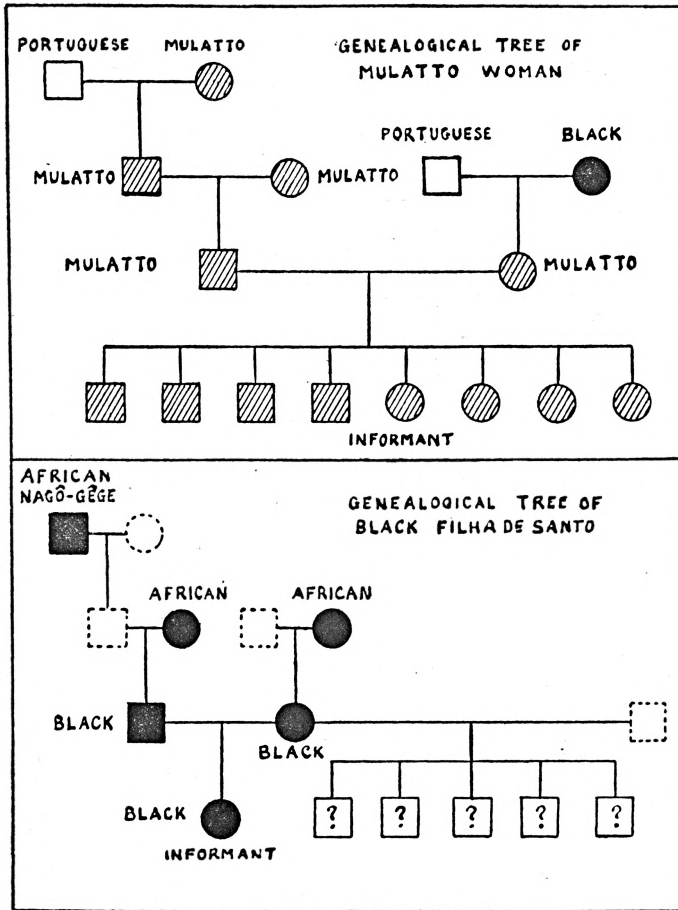 PORTUGUESE MULATTO
GENEALOGICAL TREE OF
MULATTO WOMAN
PORTUGUESE BLACK
MULATTO MULATTO
MULATTO MULATTO
INFORMANT
AFRICAN
NAGÔ-GÊGE
GENEALOGICAL TREE OF
BLACK FILHA DE SANTO
AFRICAN AFRICAN
BLACK
BLACK
BLACK
? ? ? ? ?
INFORMANT